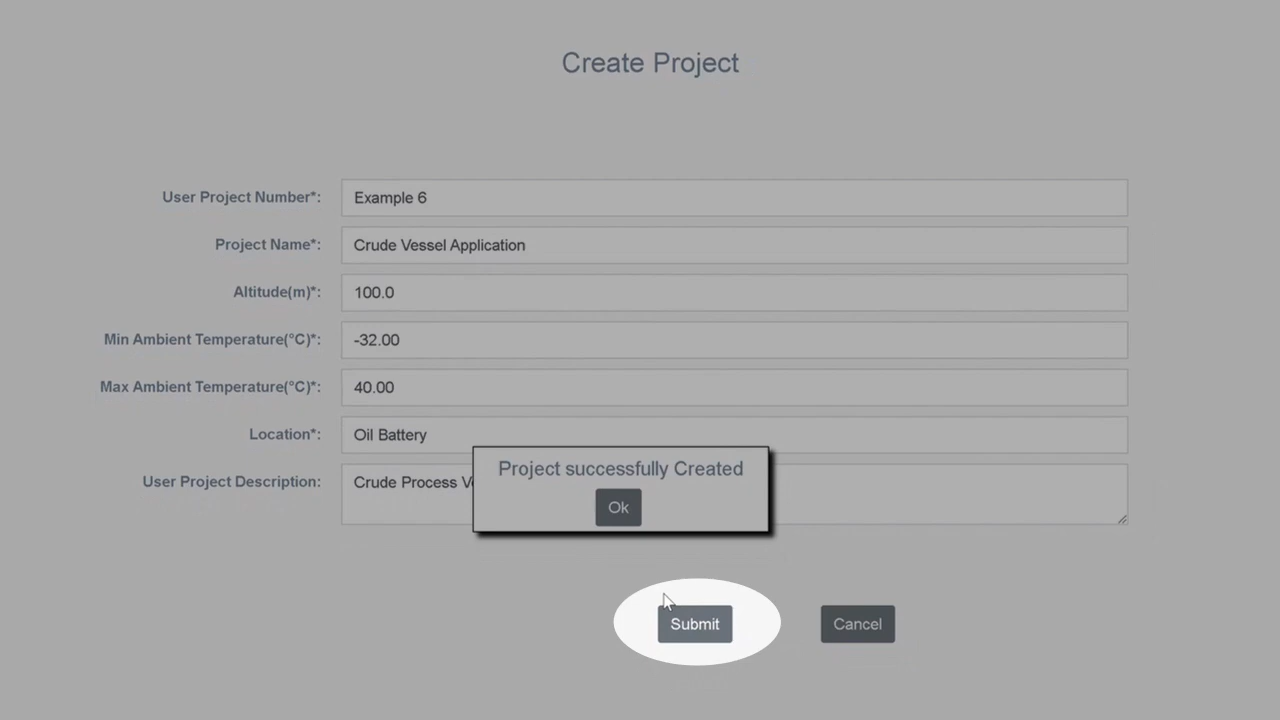 Create Project
User Project Number*: Example 6
Project Name*: Crude Vessel Application
Altitude(m)*: 100.0
Min Ambient Temperature(°C)*: -32.00
Max Ambient Temperature(°C)*: 40.00
Location*: Oil Battery
Project successfully Created
User Project Description: Crude Process
Ok
Submit Cancel